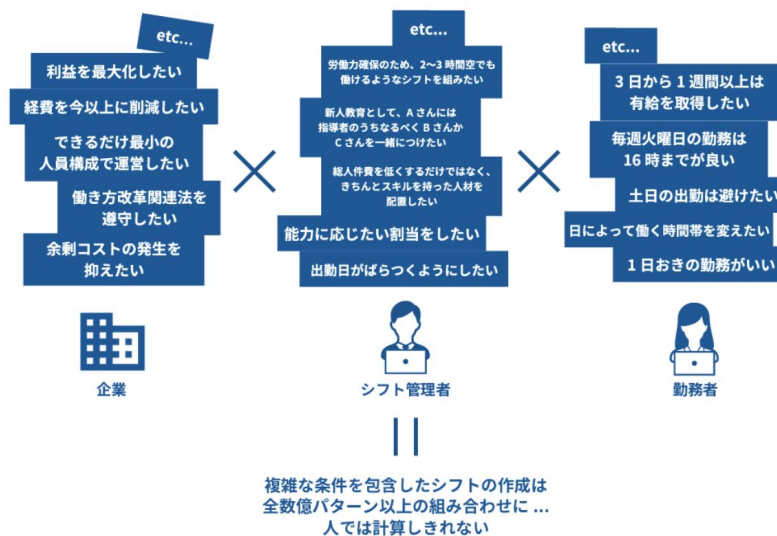 etc...
利益を最大化したい
経費を今以上に削減したい
できるだけ最小の
人員構成で運営したい
働き方改革関連法を
遵守したい
余剰コストの発生を
抑えたい
企業
etc...
労働力確保のため、2〜3時間空でも
働けるようなシフトを組みたい
新人教育として、Aさんには
指導者のうちなるべくBさんか
Cさんを一緒につけたい
総人件費を低くするだけではなく、
きちんとスキルを持った人材を
配置したい
能力に応じたい割当をしたい
出勤日がばらつくようにしたい
シフト管理者
etc...
3日から1週間以上は
有給を取得したい
毎週火曜日の勤務は
16時までが良い
土日の出勤は避けたい
日によって働く時間帯を変えたい
1日おきの勤務がいい
勤務者
複雑な条件を包含したシフトの作成は
全数億パターン以上の組み合わせに...
人では計算しきれない